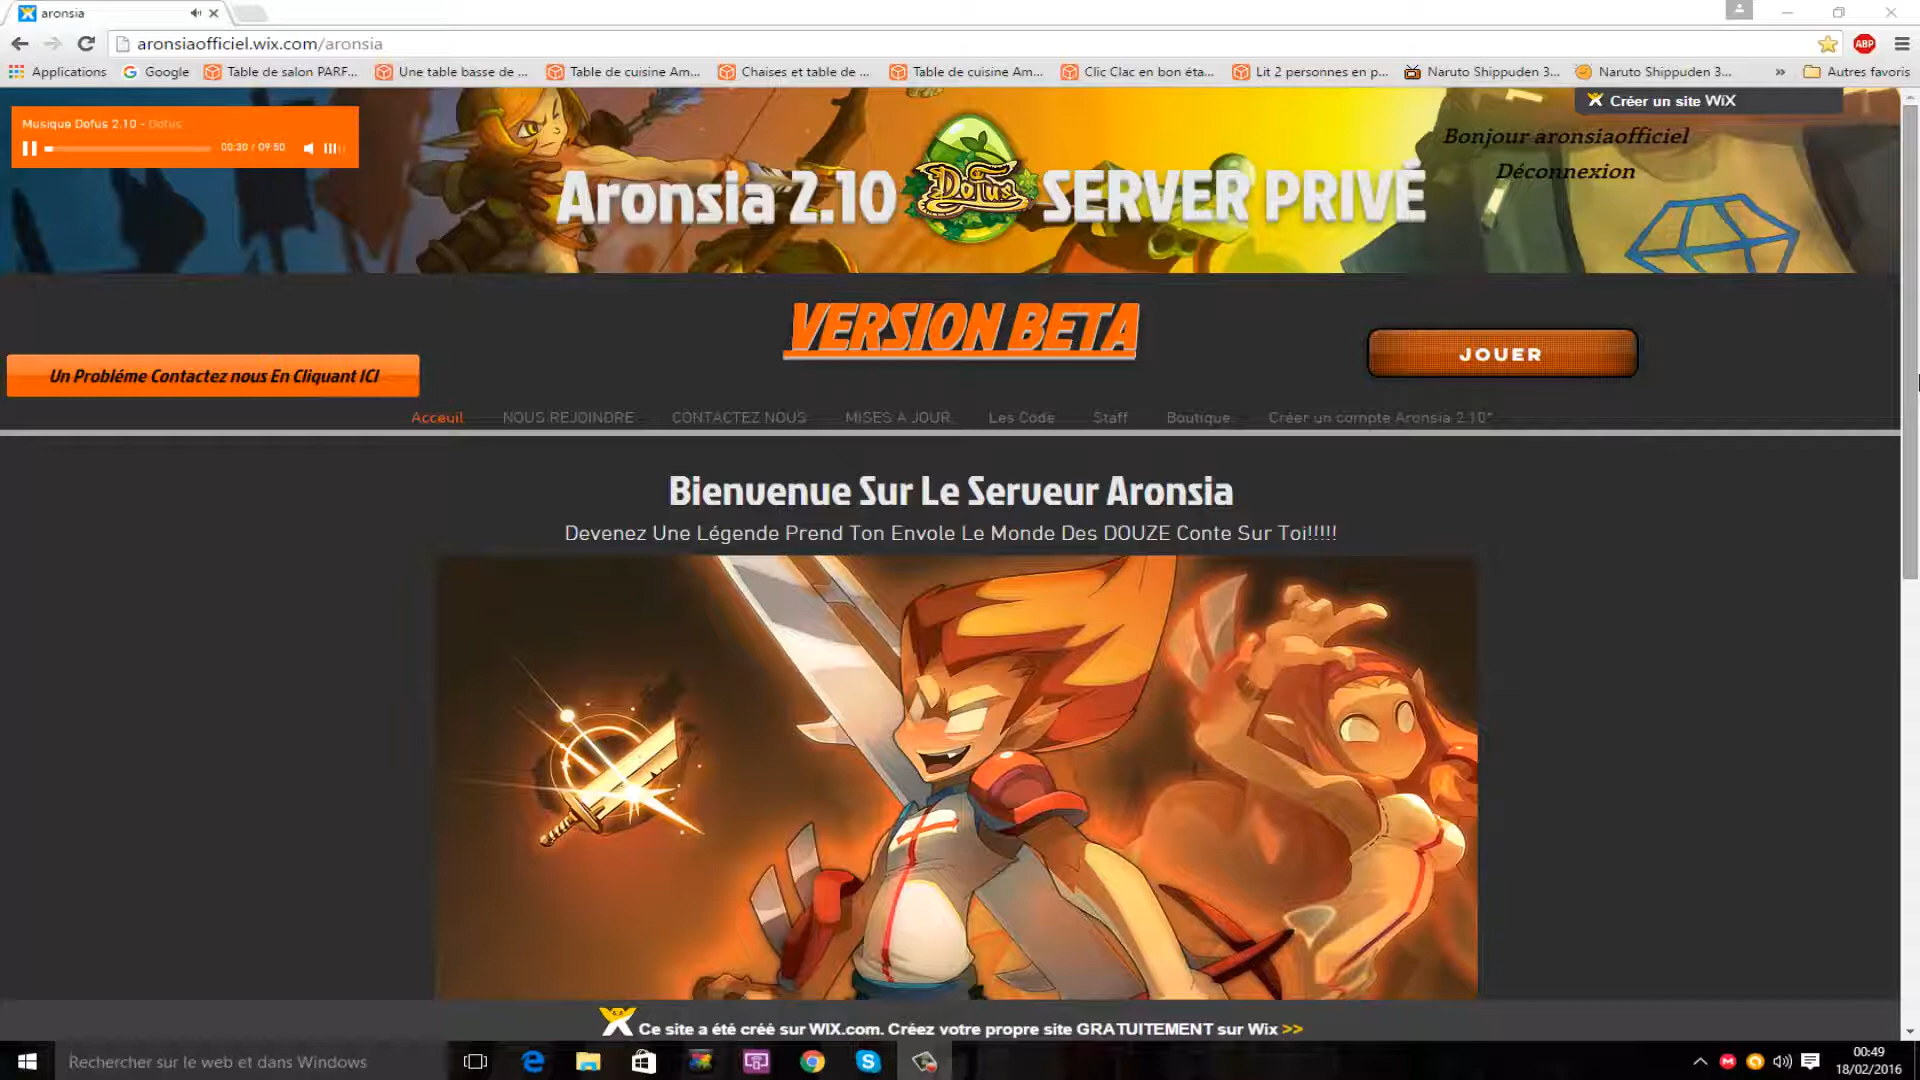 aronsia
aronsiaofficiel.wix.com/aronsia
ABP
Applications
Google
Table de salon PARF...
Une table basse de ...
Table de cuisine Am...
Chaises et table de ...
Table de cuisine Am...
Clic Clac en bon éta...
Lit 2 personnes en p...
Naruto Shippuden 3...
Naruto Shippuden 3...
»
Autres favoris
Créer un site WiX
Musique Dofus 2.10 - Dofus
00:30 / 09:50
Bonjour aronsiaofficiel
Déconnexion
Aronsia 2.10 DOFUS SERVER PRIVÉ
VERSION BETA
JOUER
Un Probléme Contactez nous En Cliquant ICI
Acceuil NOUS REJOINDRE CONTACTEZ NOUS MISES A JOUR Les Code Staff Boutique Créer un compte Aronsia 2.10"
Bienvenue Sur Le Serveur Aronsia
Devenez Une Légende Prend Ton Envole Le Monde Des DOUZE Conte Sur Toi!!!!!
Ce site a été créé sur WIX.com. Créez votre propre site GRATUITEMENT sur Wix >>
Rechercher sur le web et dans Windows
00:49
18/02/2016